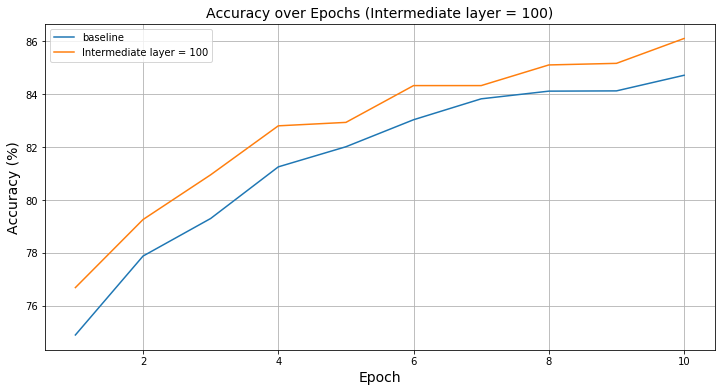 Accuracy over Epochs (Intermediate layer = 100)
baseline
Intermediate layer = 100
Accuracy (%)
86
84
82
80
78
76
2 4 6 8 10
Epoch